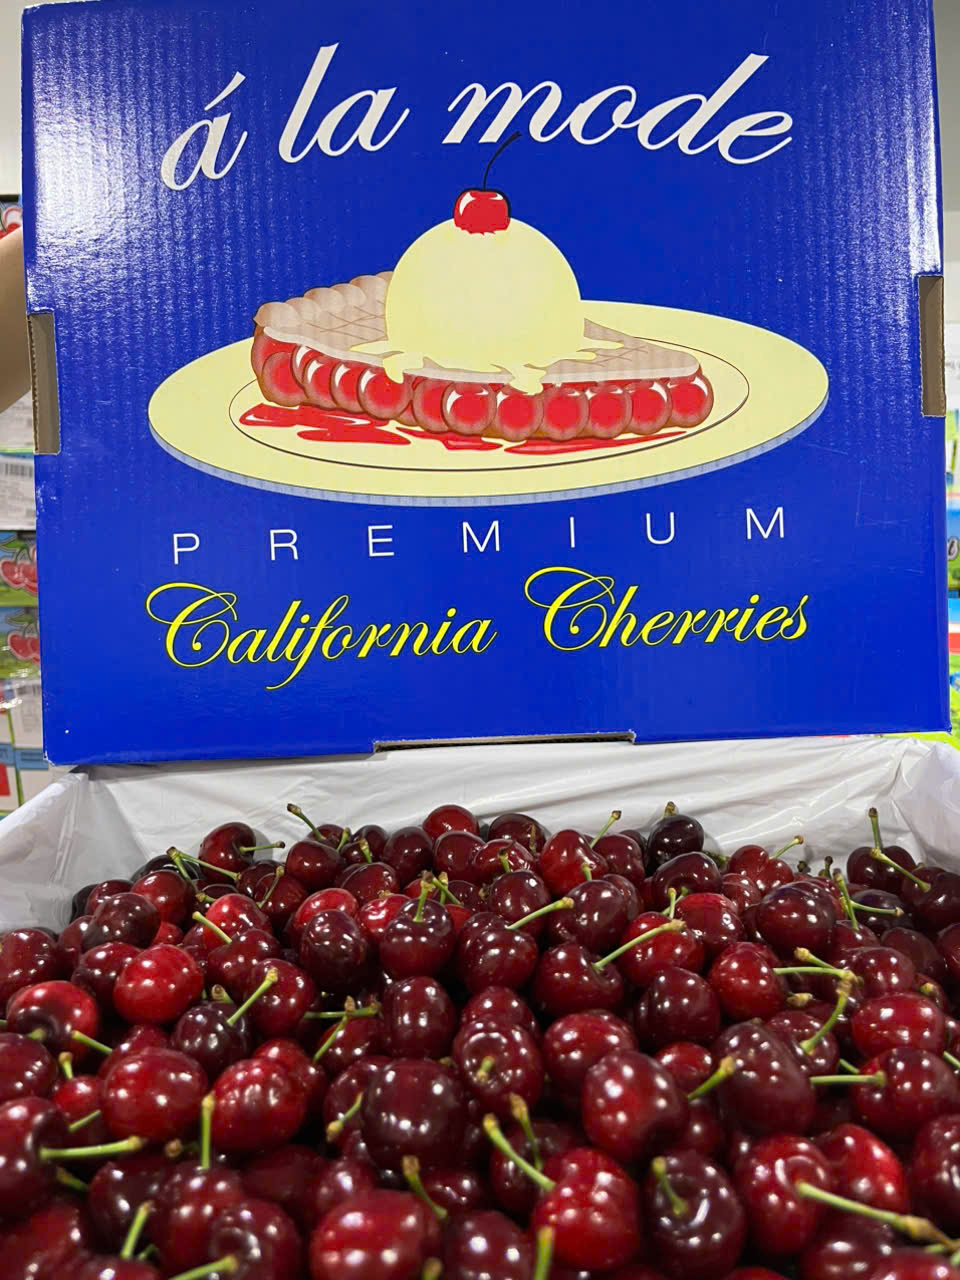 á la mode
PREMIUM
California Cherries